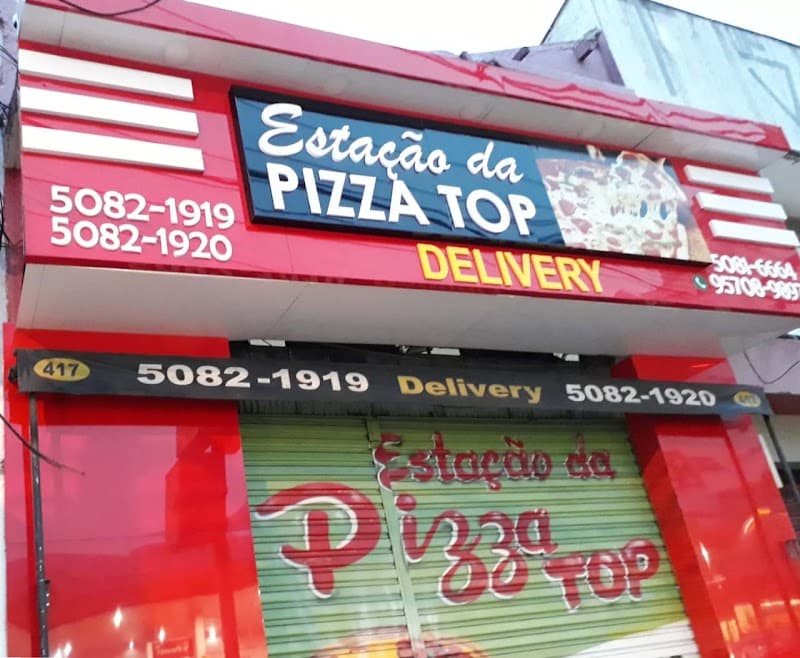 Estação da
PIZZA TOP
DELIVERY
5082-1919
5082-1920
5081-6664
95708-989
417
5082-1919 Delivery 5082-1920
Estação da
Pizza
TOP